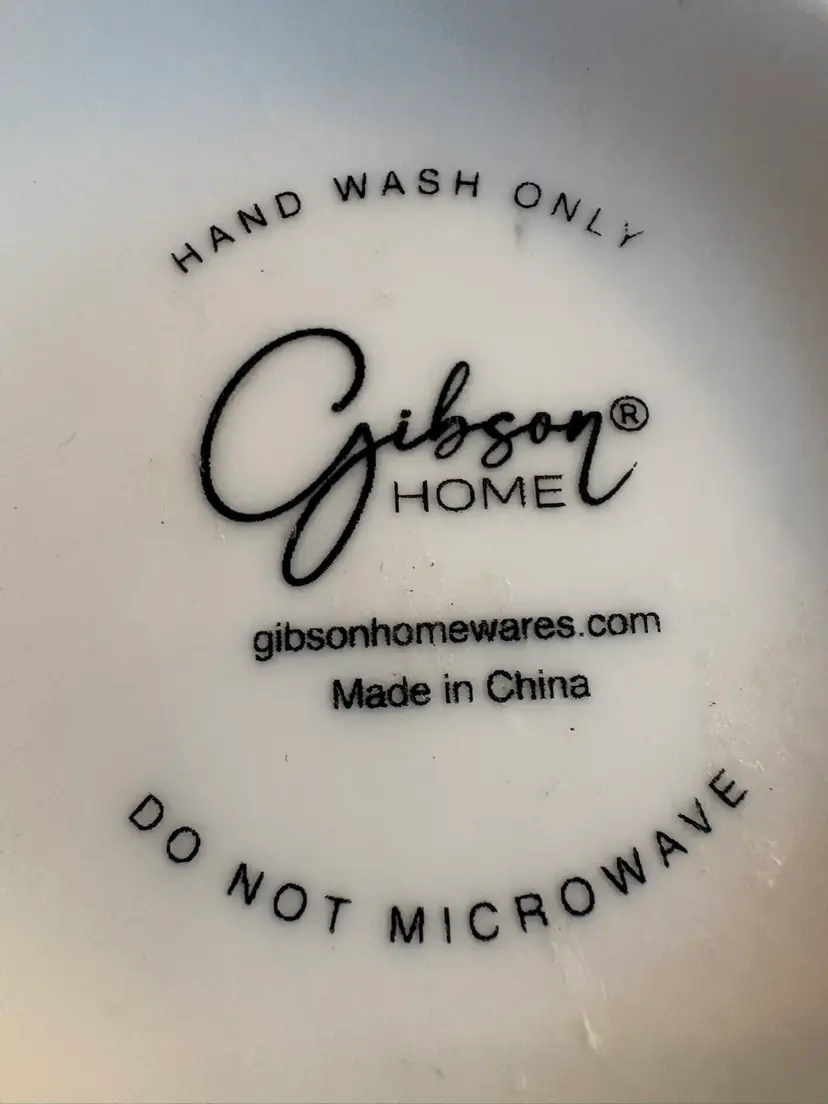 HAND WASH ONLY
Gibson®
HOME
gibsonhomewares.com
Made in China
DO NOT MICROWAVE